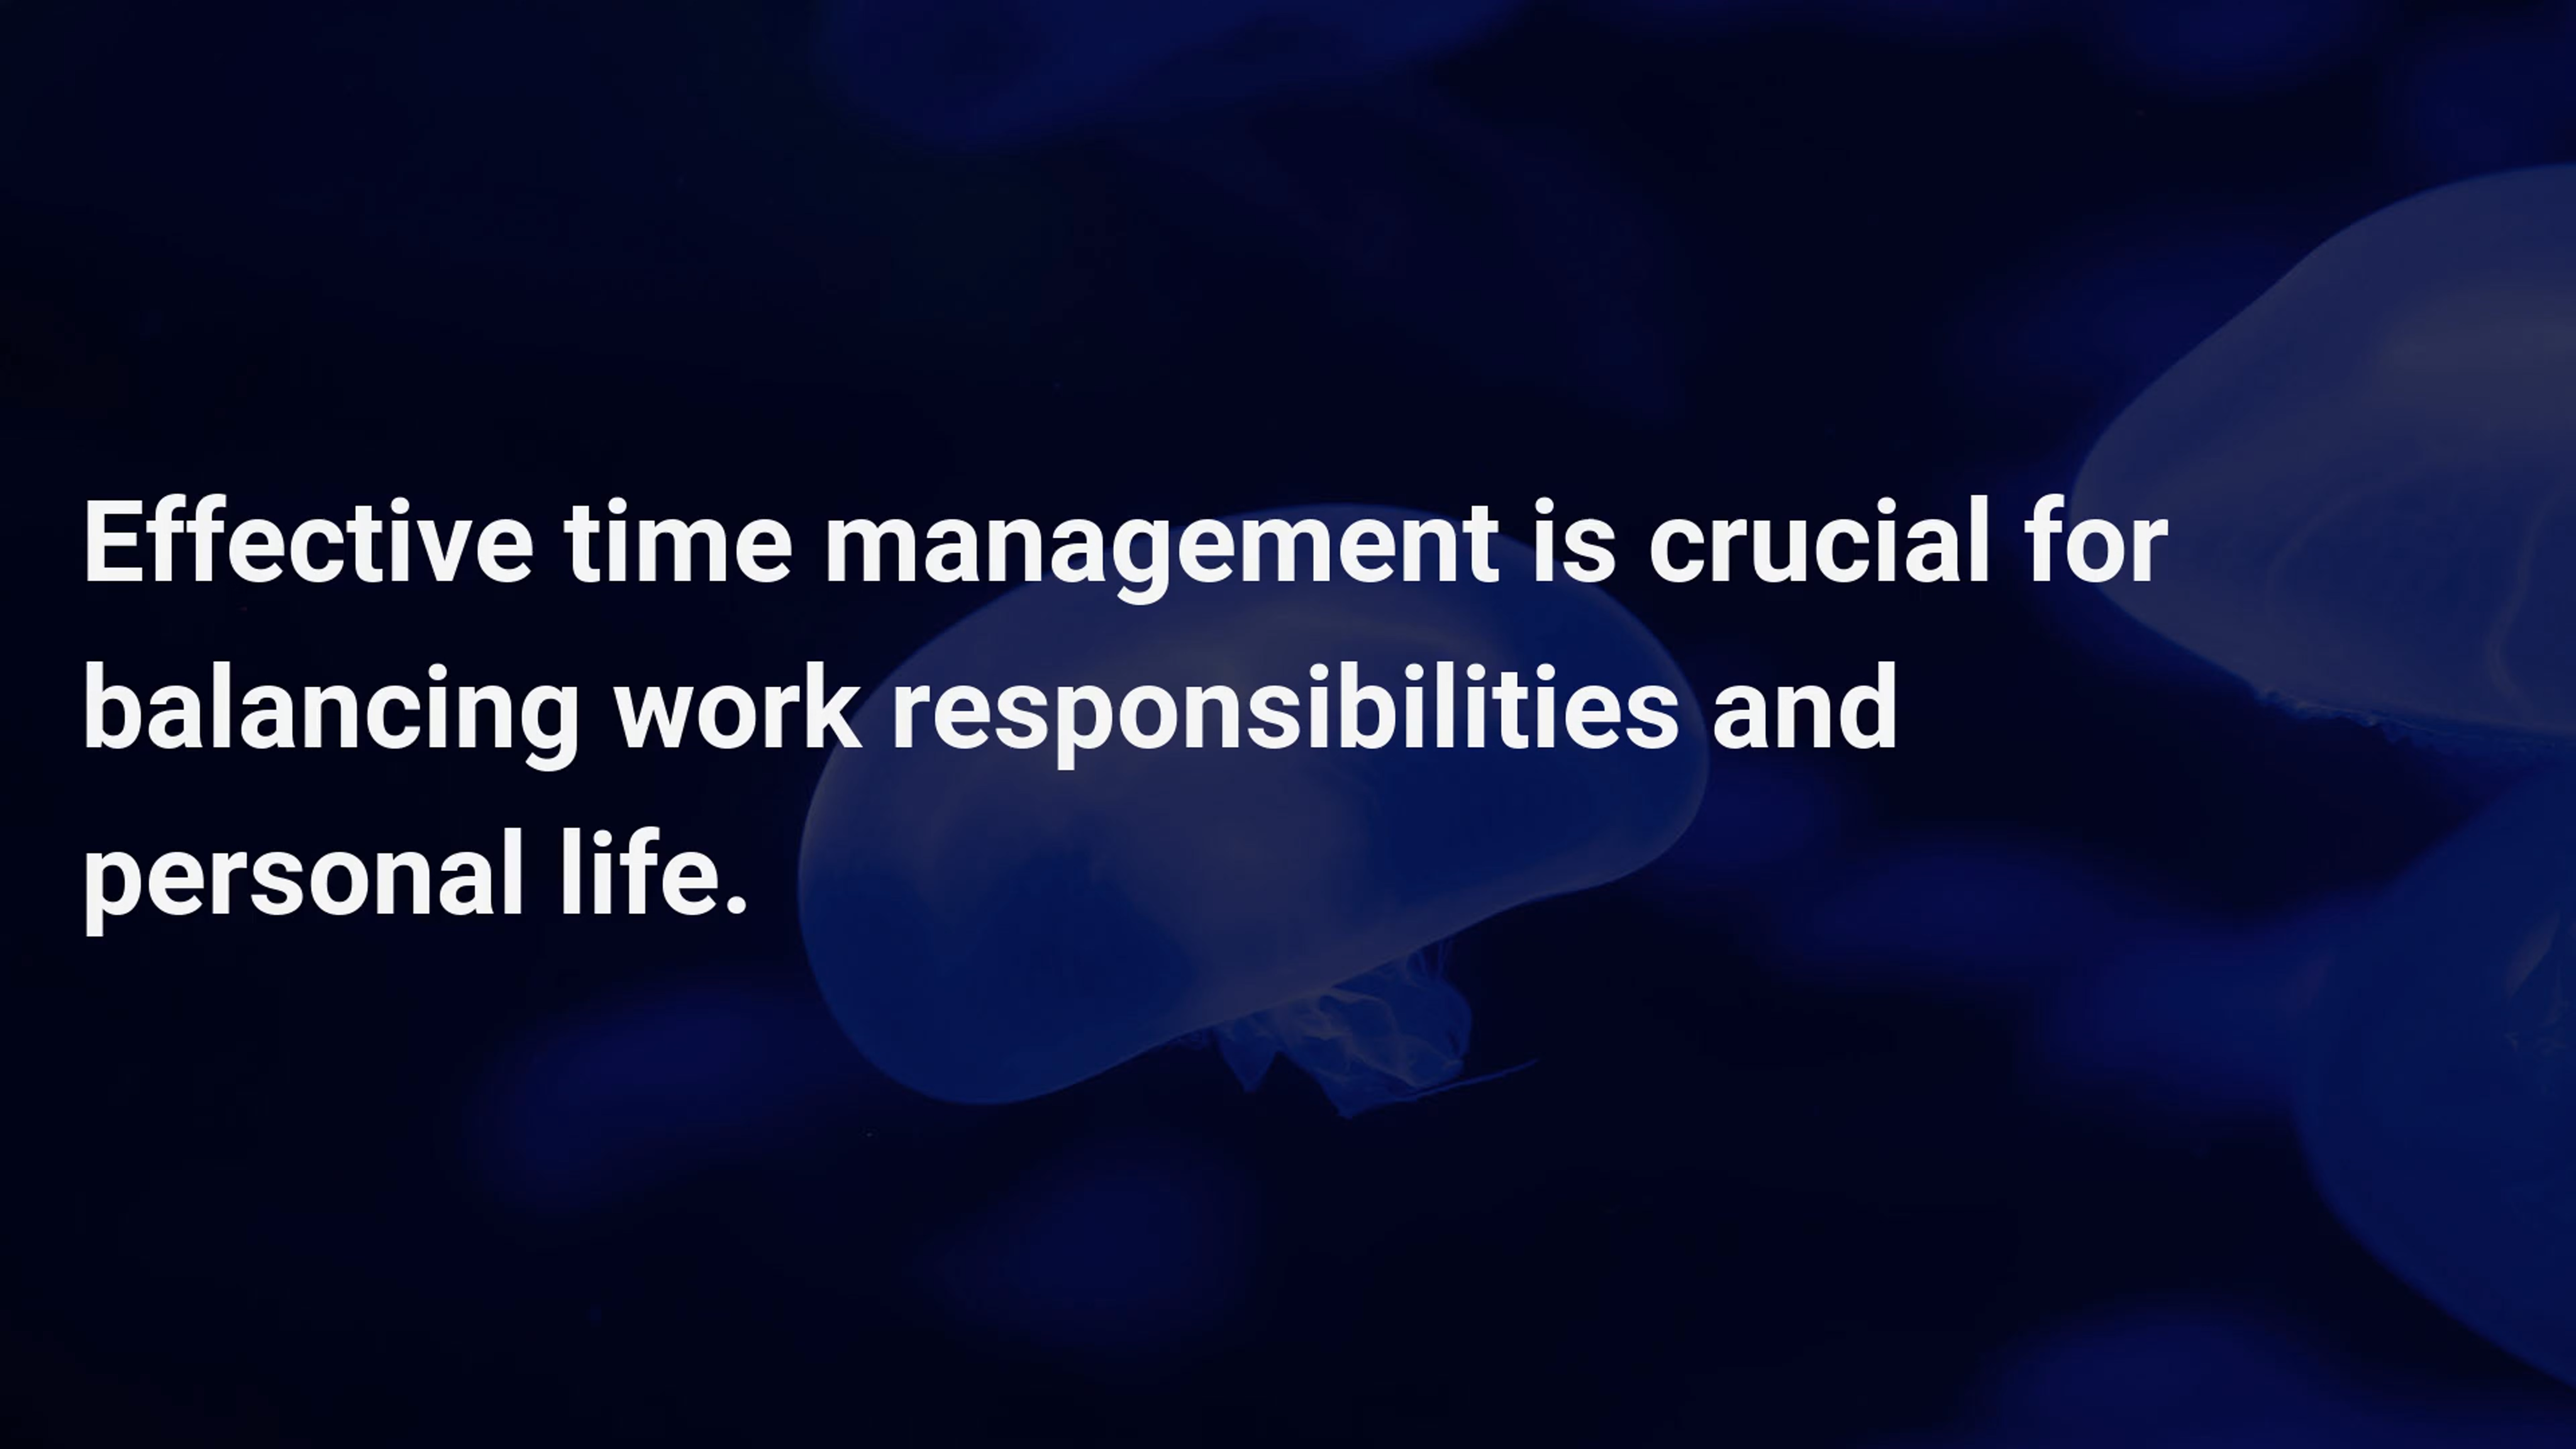 Effective time management is crucial for
balancing work responsibilities and
personal life.